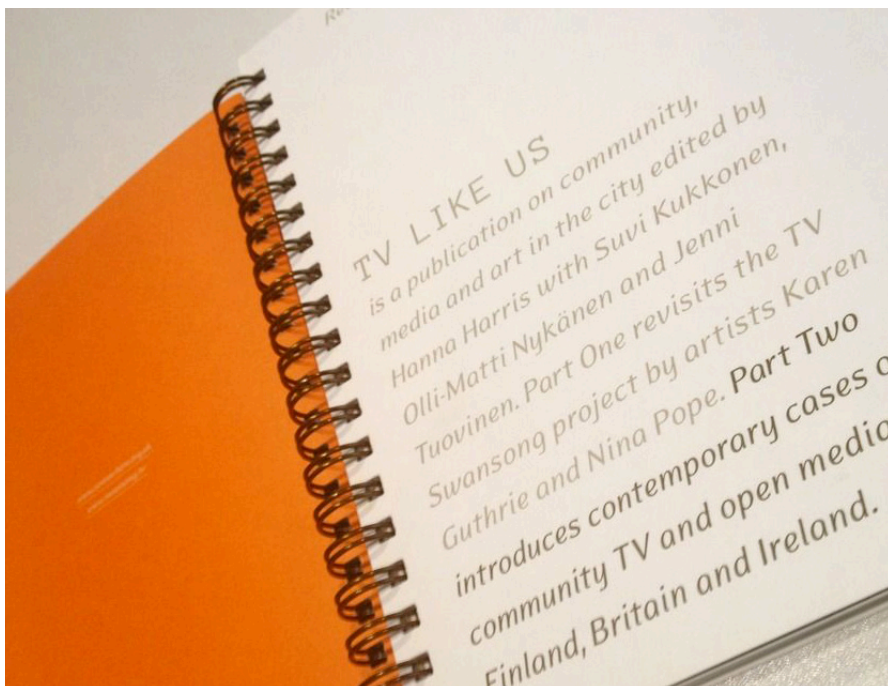 TV LIKE US
is a publication on community,
media and art in the city edited by
Hanna Harris with Suvi Kukkonen,
Olli-Matti Nykänen and Jenni
Tuovinen. Part One revisits the TV
Swansong project by artists Karen
Guthrie and Nina Pope. Part Two
introduces contemporary cases
community TV and open media
Finland, Britain and Ireland.